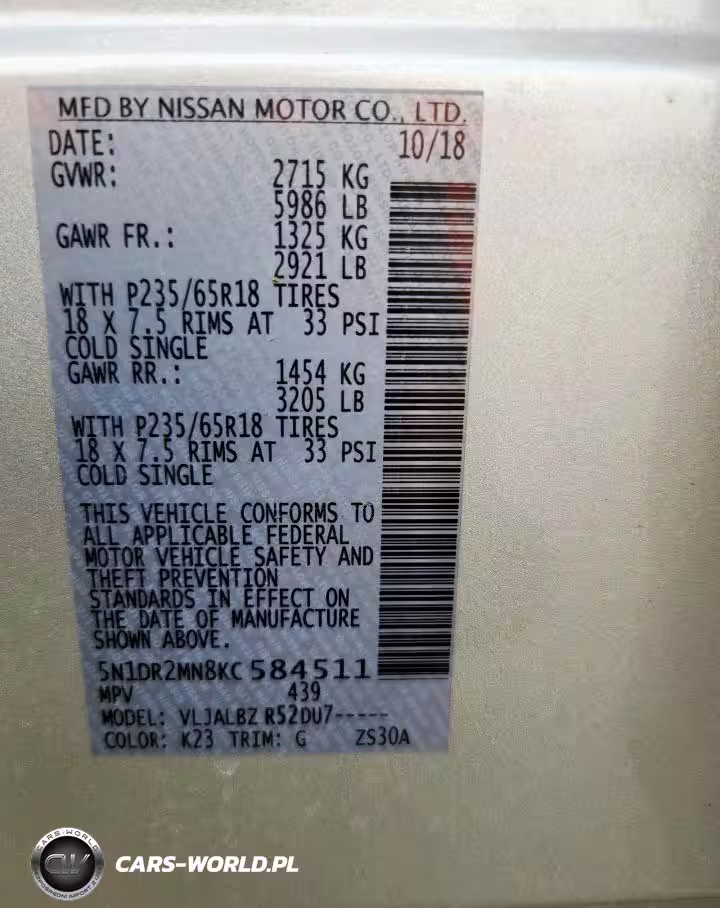 MFD BY NISSAN MOTOR CO., LTD.
DATE: 10/18
GVWR: 2715 KG
5986 LB
GAWR FR.: 1325 KG
2921 LB
WITH P235/65R18 TIRES
18 X 7.5 RIMS AT 33 PSI
COLD SINGLE
GAWR RR.: 1454 KG
3205 LB
WITH P235/65R18 TIRES
18 X 7.5 RIMS AT 33 PSI
COLD SINGLE
THIS VEHICLE CONFORMS TO
ALL APPLICABLE FEDERAL
MOTOR VEHICLE SAFETY AND
THEFT PREVENTION
STANDARDS IN EFFECT ON
THE DATE OF MANUFACTURE
SHOWN ABOVE.
5N1DR2MN8KC584511
MPV 439
MODEL: VLJALBZ R52DU7-----
COLOR: K23 TRIM: G ZS30A
CARS-WORLD
CW
CARS-WORLD.PL